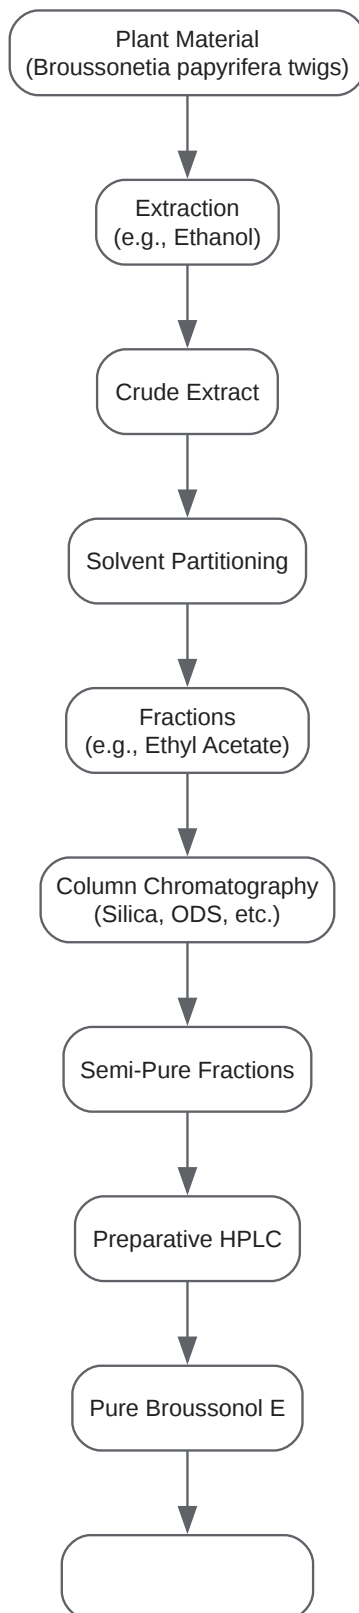 Plant Material
(Broussonetia papyrifera twigs)
Extraction
(e.g., Ethanol)
Crude Extract
Solvent Partitioning
Fractions
(e.g., Ethyl Acetate)
Column Chromatography
(Silica, ODS, etc.)
Semi-Pure Fractions
Preparative HPLC
Pure Broussonol E